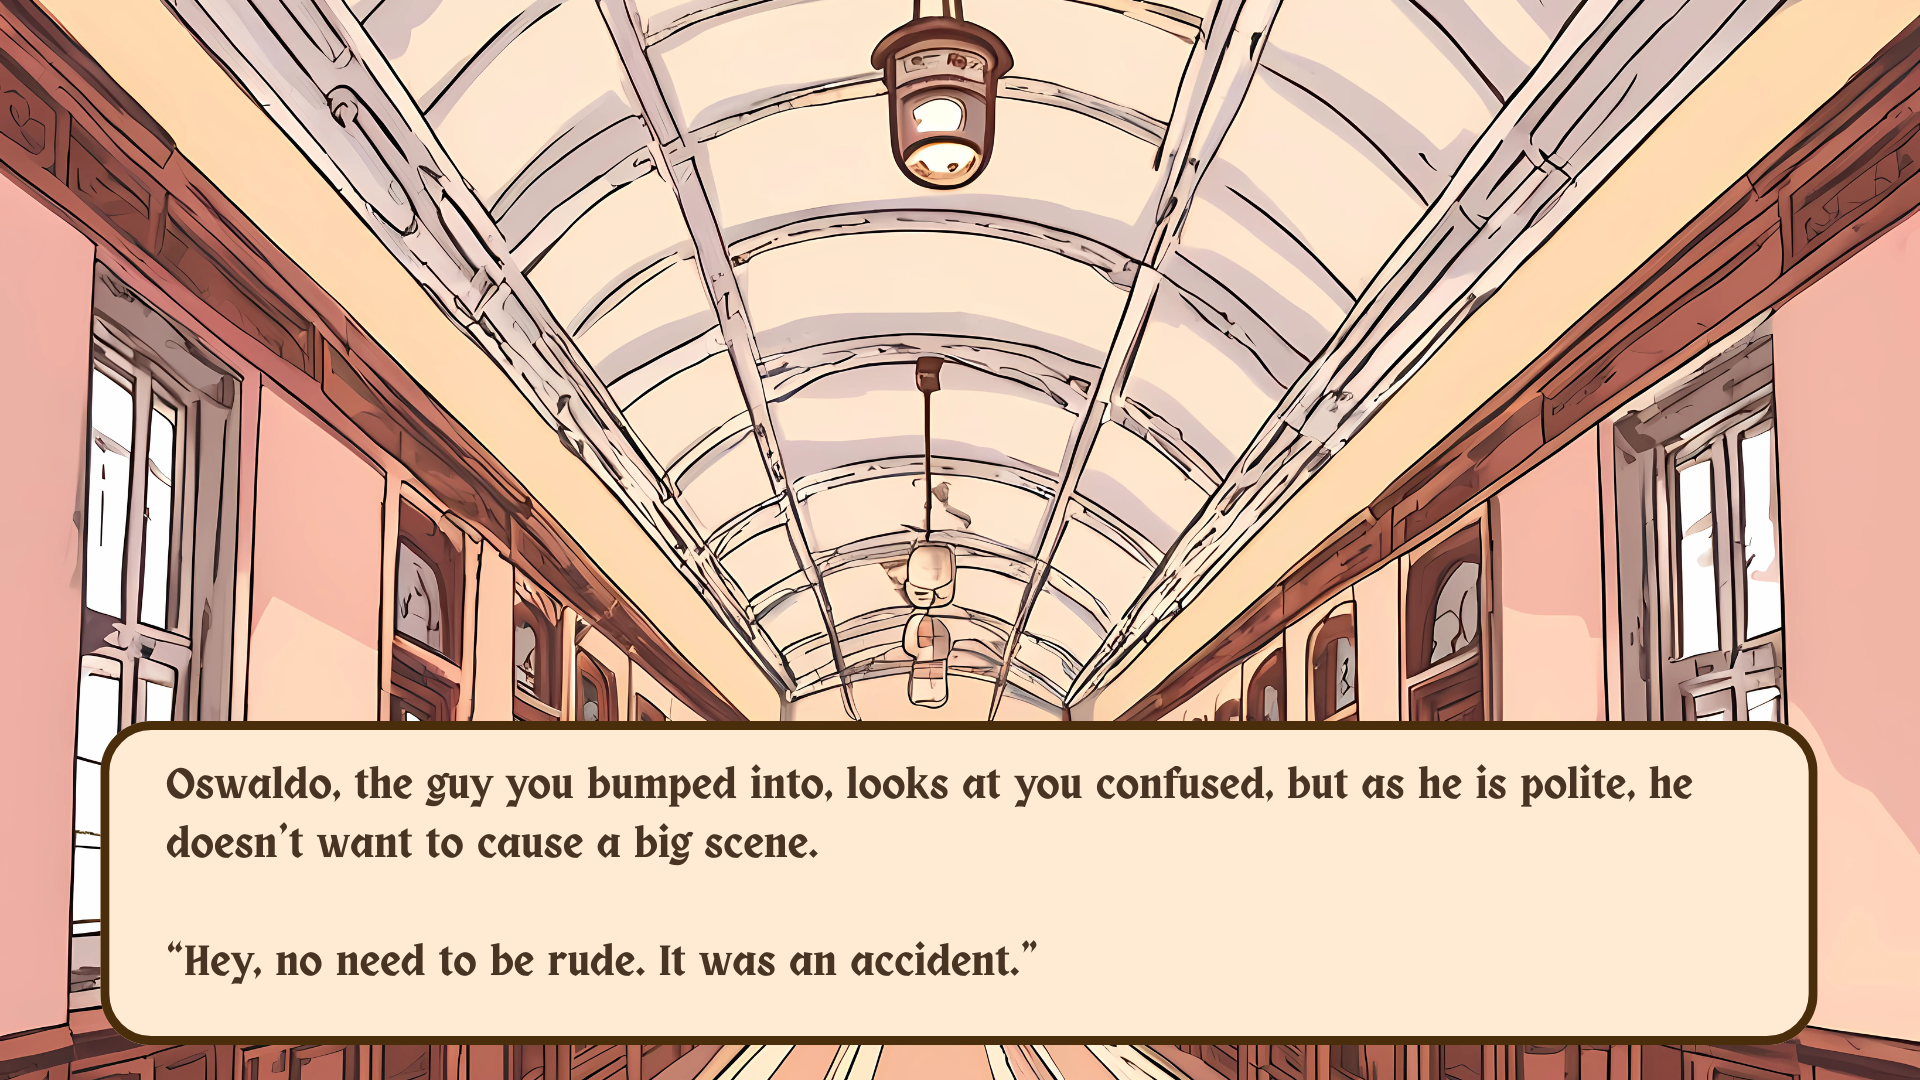 Oswaldo, the guy you bumped into, looks at you confused, but as he is polite, he
doesn’t want to cause a big scene.
“Hey, no need to be rude. It was an accident.”